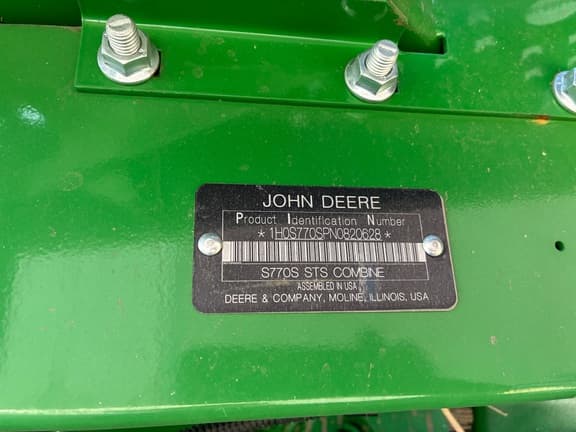 JOHN DEERE
Product Identification Number
*1H0S770SPN0820628*
S770S STS COMBINE
ASSEMBLED IN USA
DEERE & COMPANY, MOLINE, ILLINOIS, USA